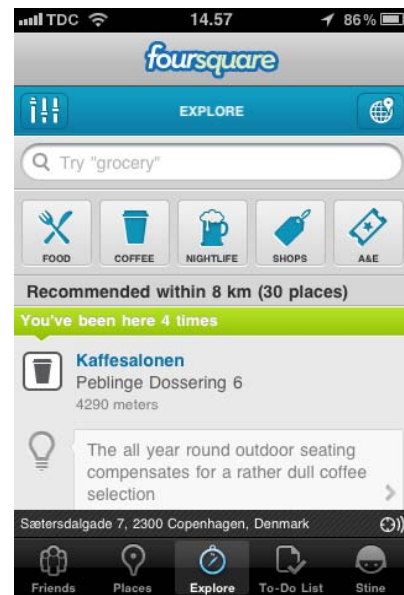 TDC 14.57 86%
foursquare
EXPLORE
Try "grocery"
FOOD COFFEE NIGHTLIFE SHOPS A&E
Recommended within 8 km (30 places)
You've been here 4 times
Kaffesalonen
Peblinge Dossering 6
4290 meters
The all year round outdoor seating
compensates for a rather dull coffee
selection
Sætersdalgade 7, 2300 Copenhagen, Denmark
Friends Places Explore To-Do List Stine